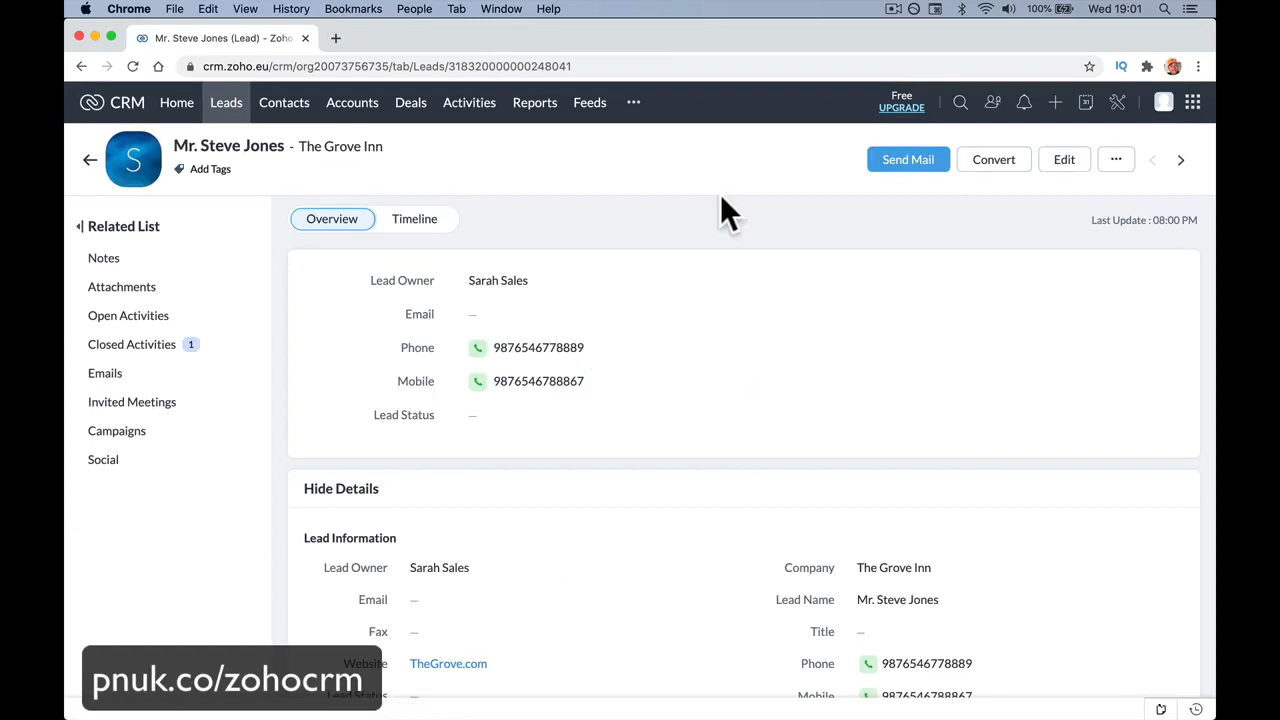 Chrome File Edit View History Bookmarks People Tab Window Help 100% Wed 19:01
Mr. Steve Jones (Lead) - Zoho
crm.zoho.eu/crm/org20073756735/tab/Leads/318320000000248041
CRM Home Leads Contacts Accounts Deals Activities Reports Feeds
Free
UPGRADE
Mr. Steve Jones - The Grove Inn
Add Tags
S
Send Mail Convert Edit
Related List
Notes
Attachments
Open Activities
Closed Activities 1
Emails
Invited Meetings
Campaigns
Social
Overview Timeline
Last Update : 08:00 PM
Lead Owner Sarah Sales
Email —
Phone 9876546778889
Mobile 9876546788867
Lead Status —
Hide Details
Lead Information
Lead Owner Sarah Sales Company The Grove Inn
Email — Lead Name Mr. Steve Jones
Fax — Title —
Website TheGrove.com Phone 9876546778889
Lead Status — Mobile 9876546788867
pnuk.co/zohocrm